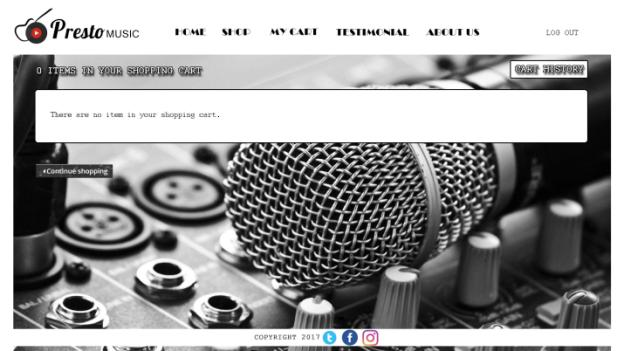 Presto MUSIC
HOME SHOP MY CART TESTIMONIAL ABOUT US LOG OUT
0 ITEMS IN YOUR SHOPPING CART
CART HISTORY
There are no item in your shopping cart.
Continue shopping
COPYRIGHT 2017